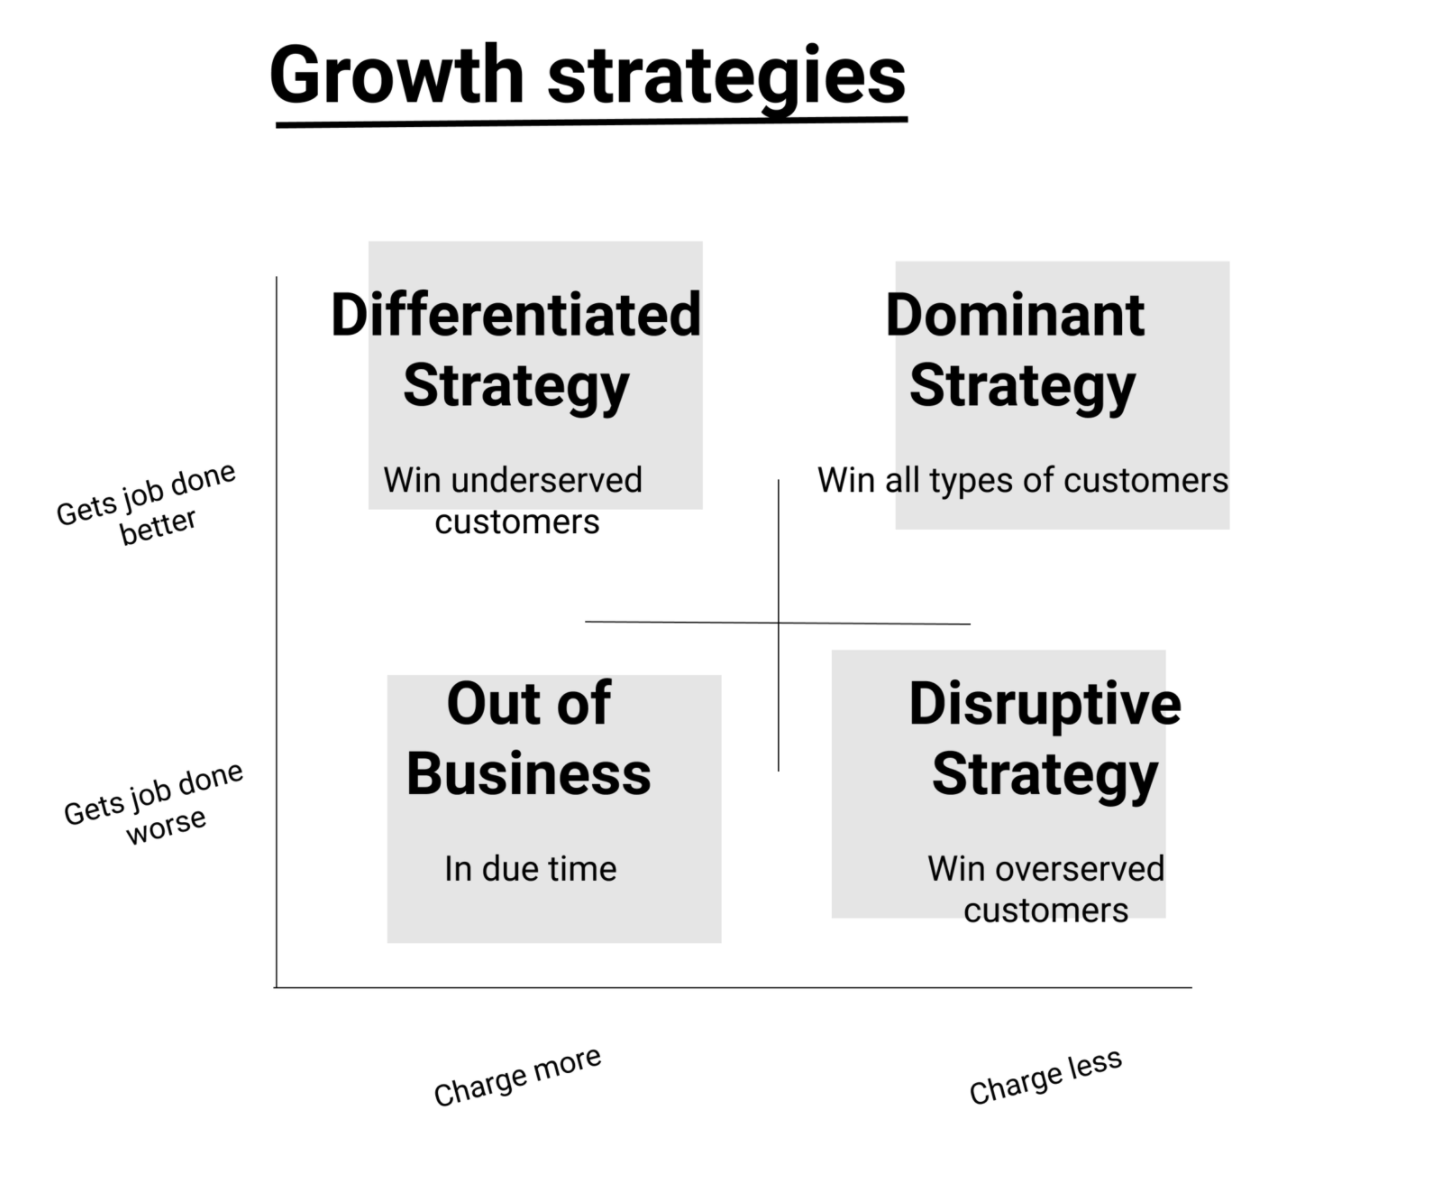 Growth strategies
Differentiated
Strategy
Win underserved
customers
Dominant
Strategy
Win all types of customers
Gets job done
better
Out of
Business
In due time
Disruptive
Strategy
Win overserved
customers
Gets job done
worse
Charge more
Charge less